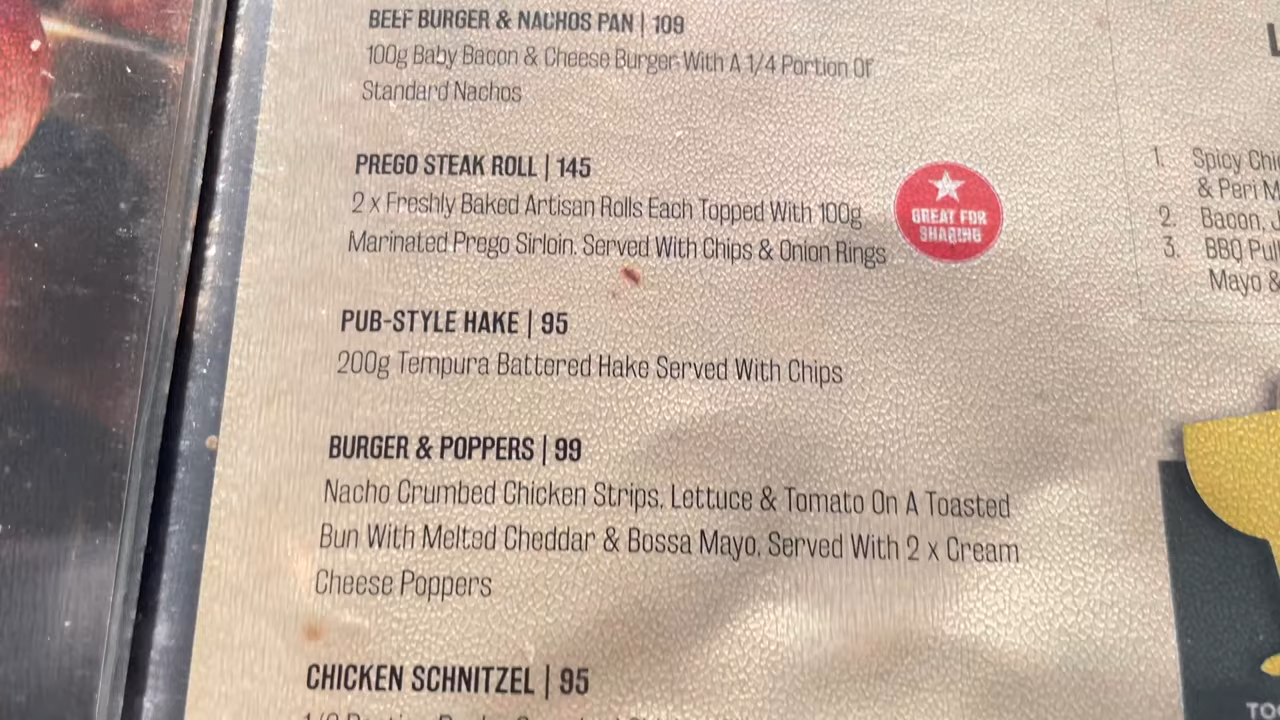 BEEF BURGER & NACHOS PAN | 109
100g Baby Bacon & Cheese Burger With A 1/4 Portion Of
Standard Nachos
PREGO STEAK ROLL | 145
2 x Freshly Baked Artisan Rolls Each Topped With 100g
Marinated Prego Sirloin. Served With Chips & Onion Rings
GREAT FOR
SHARING
PUB-STYLE HAKE | 95
200g Tempura Battered Hake Served With Chips
BURGER & POPPERS | 99
Nacho Crumbed Chicken Strips, Lettuce & Tomato On A Toasted
Bun With Melted Cheddar & Bossa Mayo, Served With 2 x Cream
Cheese Poppers
CHICKEN SCHNITZEL | 95
1. Spicy
& Peri
2. Bacon,
3. BBQ
Mayo &